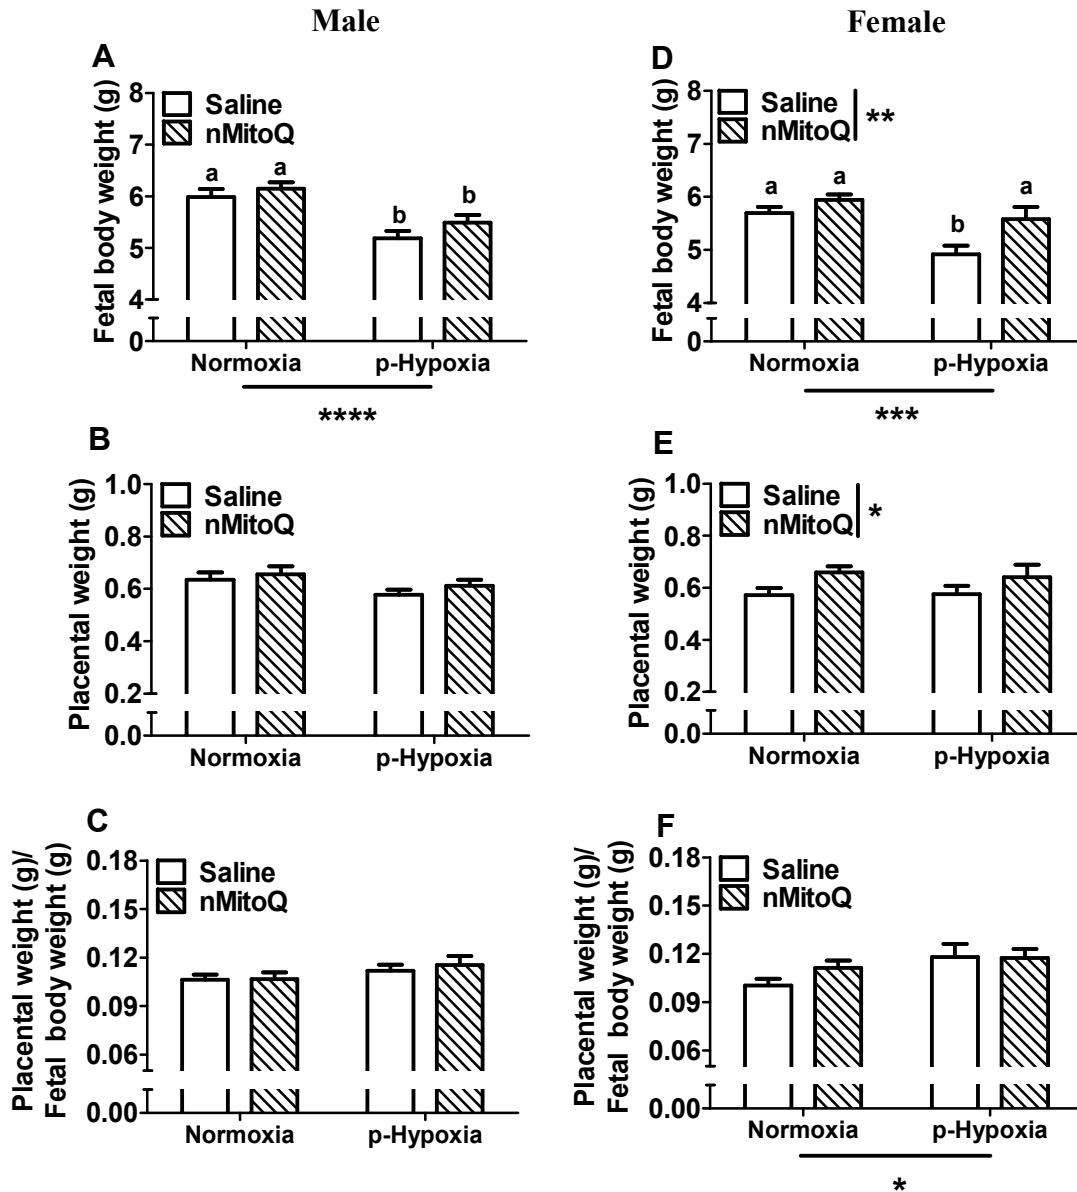 Male
Female
A
Fetal body weight (g)
8
7
6
5
4
0
Saline
nMitoQ
a
a
b
b
Normoxia
p-Hypoxia
****
D
Fetal body weight (g)
8
7
6
5
4
0
Saline
nMitoQ
**
a
a
b
a
Normoxia
p-Hypoxia
***
B
Placental weight (g)
1.0
0.8
0.6
0.4
0.2
0.0
Saline
nMitoQ
Normoxia
p-Hypoxia
E
Placental weight (g)
1.0
0.8
0.6
0.4
0.2
0.0
Saline
nMitoQ
*
Normoxia
p-Hypoxia
C
Placental weight (g)/
Fetal body weight (g)
0.18
0.15
0.12
0.09
0.06
0.00
Saline
nMitoQ
Normoxia
p-Hypoxia
F
Placental weight (g)/
Fetal body weight (g)
0.18
0.15
0.12
0.09
0.06
0.00
Saline
nMitoQ
Normoxia
p-Hypoxia
*